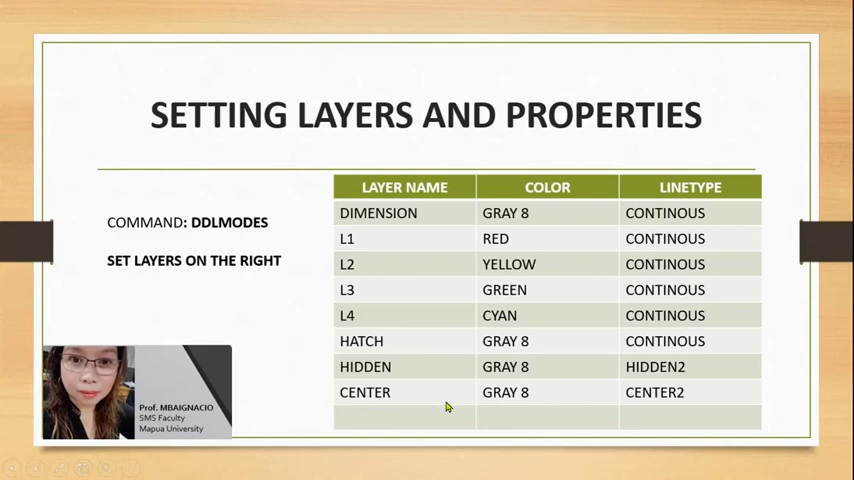 SETTING LAYERS AND PROPERTIES
COMMAND: DDLMODES
SET LAYERS ON THE RIGHT
LAYER NAME COLOR LINETYPE
DIMENSION GRAY 8 CONTINOUS
L1 RED CONTINOUS
L2 YELLOW CONTINOUS
L3 GREEN CONTINOUS
L4 CYAN CONTINOUS
HATCH GRAY 8 CONTINOUS
HIDDEN GRAY 8 HIDDEN2
CENTER GRAY 8 CENTER2
Prof. MBAIGNACIO
SMS Faculty
Mapua University